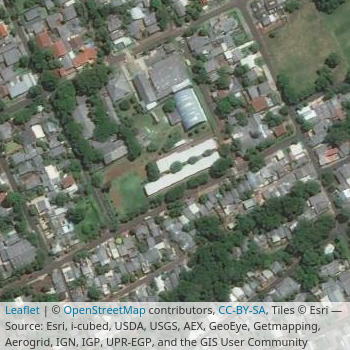 Leaflet | © OpenStreetMap contributors, CC-BY-SA, Tiles © Esri —
Source: Esri, i-cubed, USDA, USGS, AEX, GeoEye, Getmapping,
Aerogrid, IGN, IGP, UPR-EGP, and the GIS User Community